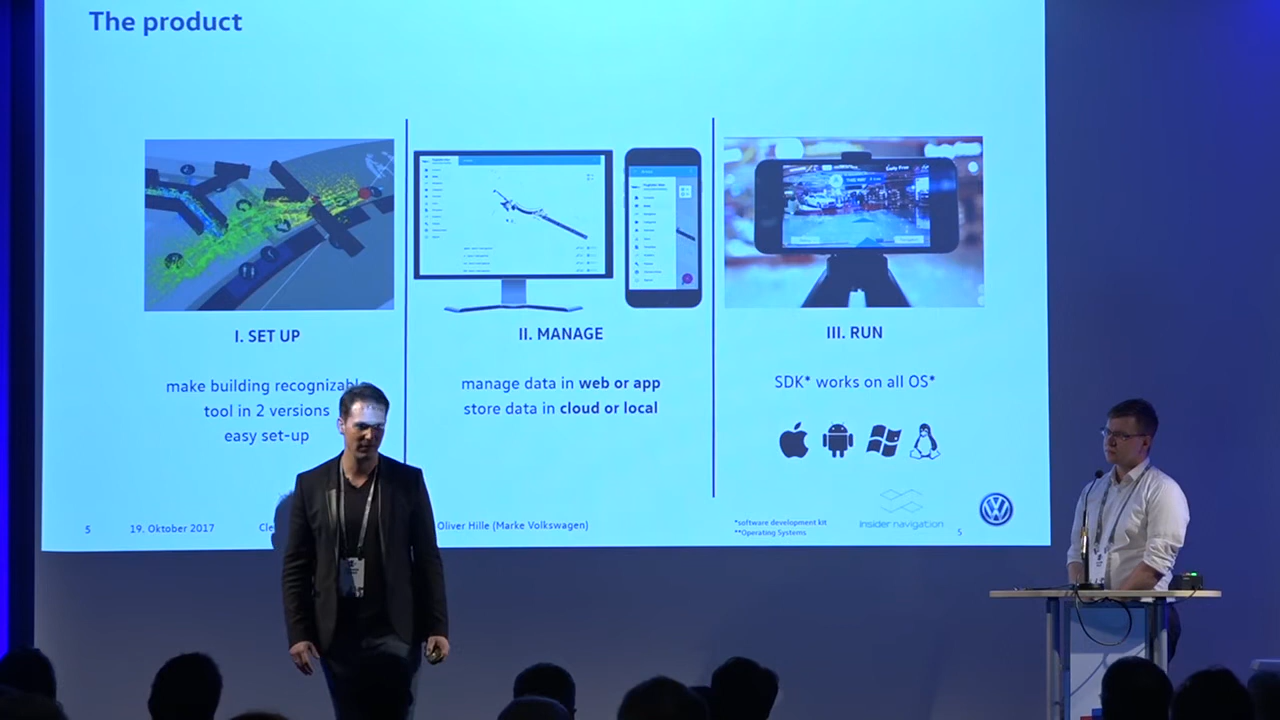 The product
I. SET UP
make building recognizable
tool in 2 versions
easy set-up
II. MANAGE
manage data in web or app
store data in cloud or local
III. RUN
SDK* works on all OS*
5
19. Oktober 2017
Oliver Hille (Marke Volkswagen)
*software development kit
**Operating Systems
insider navigation
5